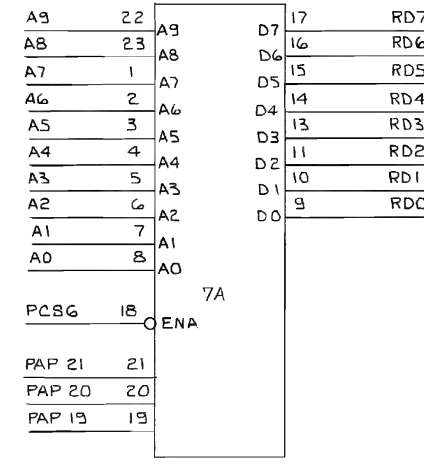 A9 22 A9 D7 17 RD7
A8 23 A8 D6 16 RD6
A7 1 A7 D5 15 RD5
A6 2 A6 D4 14 RD4
A5 3 A5 D3 13 RD3
A4 4 A4 D2 11 RD2
A3 5 A3 D1 10 RD1
A2 6 A2 D0 9 RD0
A1 7 A1
A0 8 A0
7A
PCS6 18 ENA
PAP 21 21
PAP 20 20
PAP 19 19